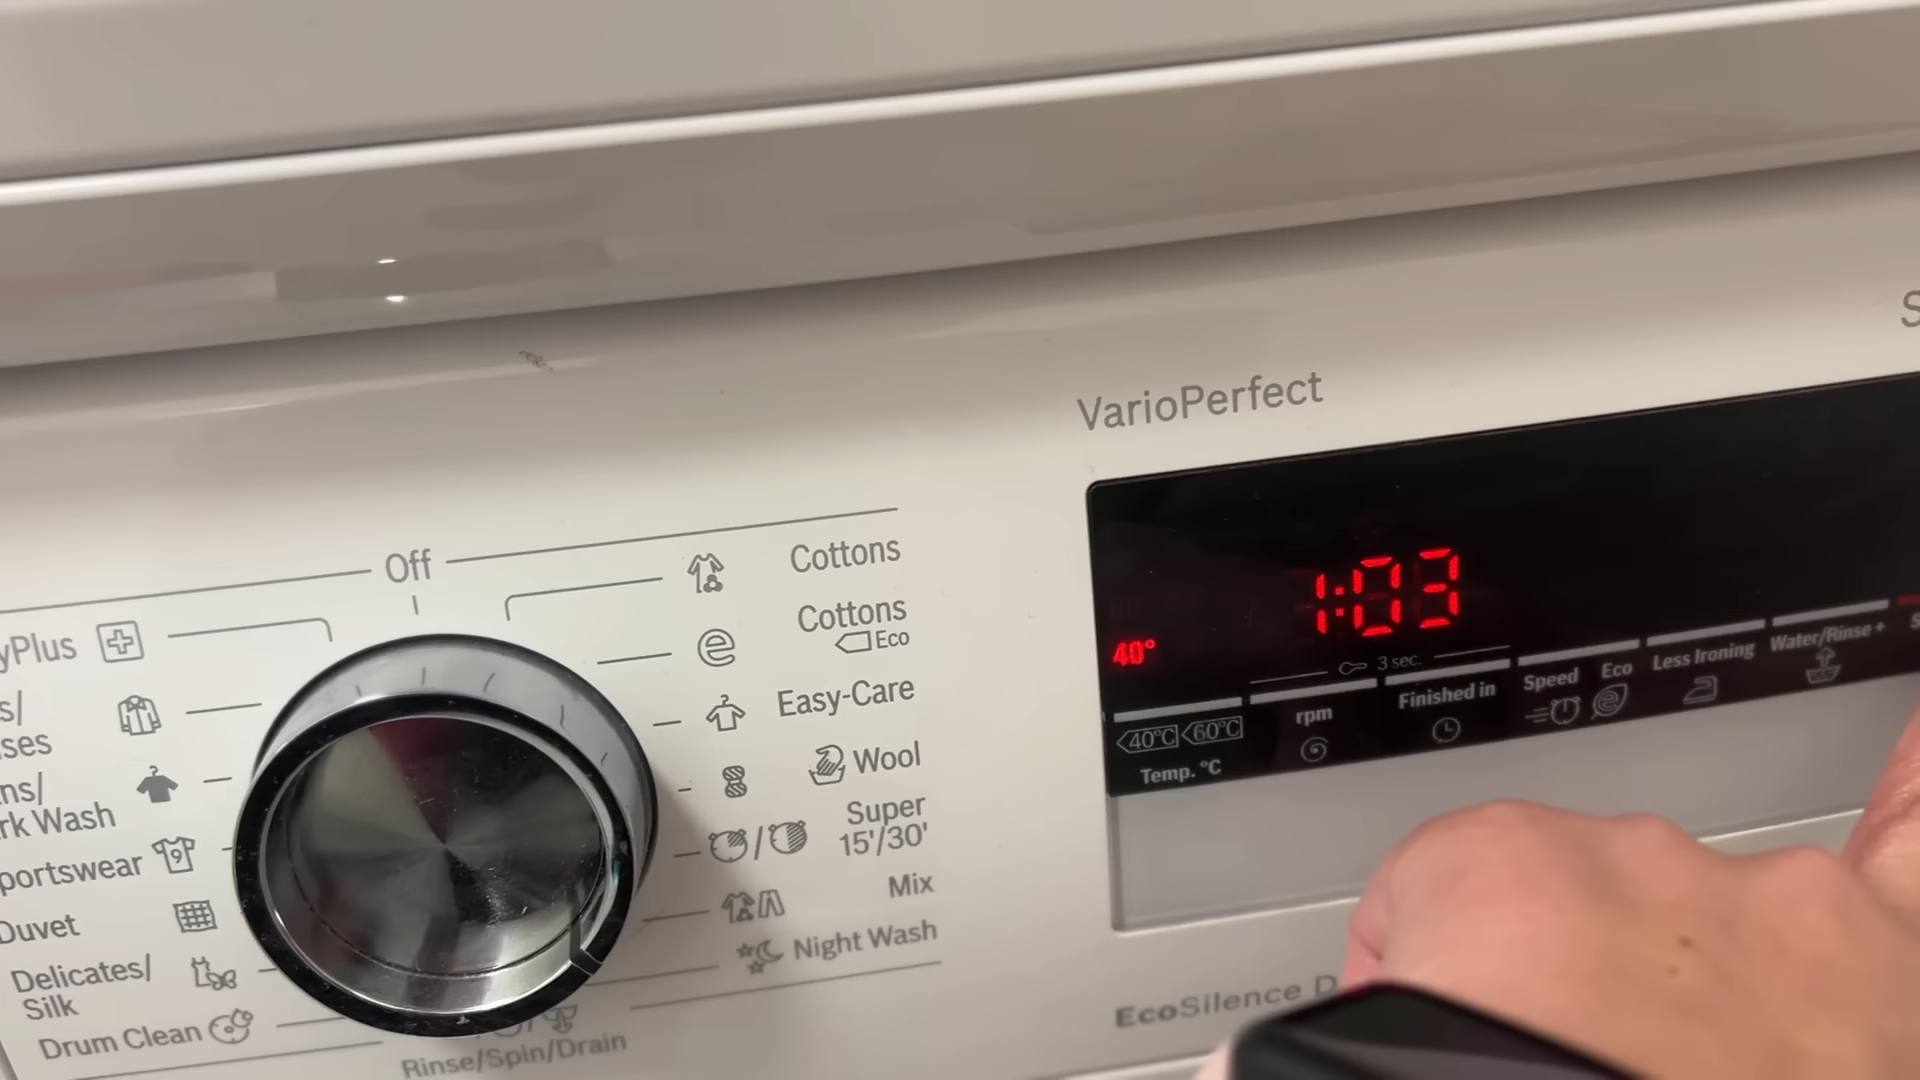 S
VarioPerfect
Off
Cottons
Cottons
Eco
Easy-Care
Wool
Super
15'/30'
Mix
Night Wash
yPlus
s/
ses
ns/
rk Wash
portswear
9
Duvet
Delicates/
Silk
Drum Clean
Rinse/Spin/Drain
1:03
40°
3 sec.
40°C 60°C
Temp. °C
rpm
Finished in
Speed
Eco
Less Ironing
Water/Rinse +
S
EcoSilence D